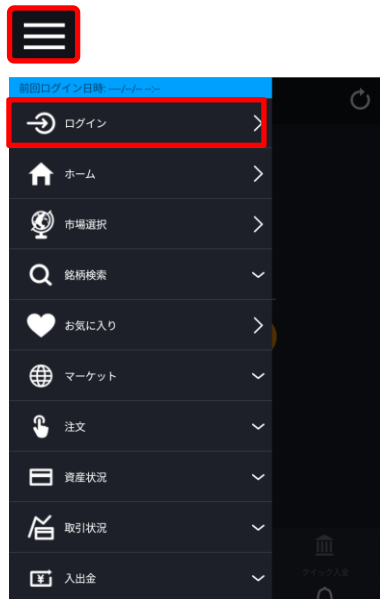 前回ログイン日時: ----/--/-- --:--
ログイン
ホーム
市場選択
銘柄検索
お気に入り
マーケット
注文
資産状況
取引状況
入出金
クイック入金